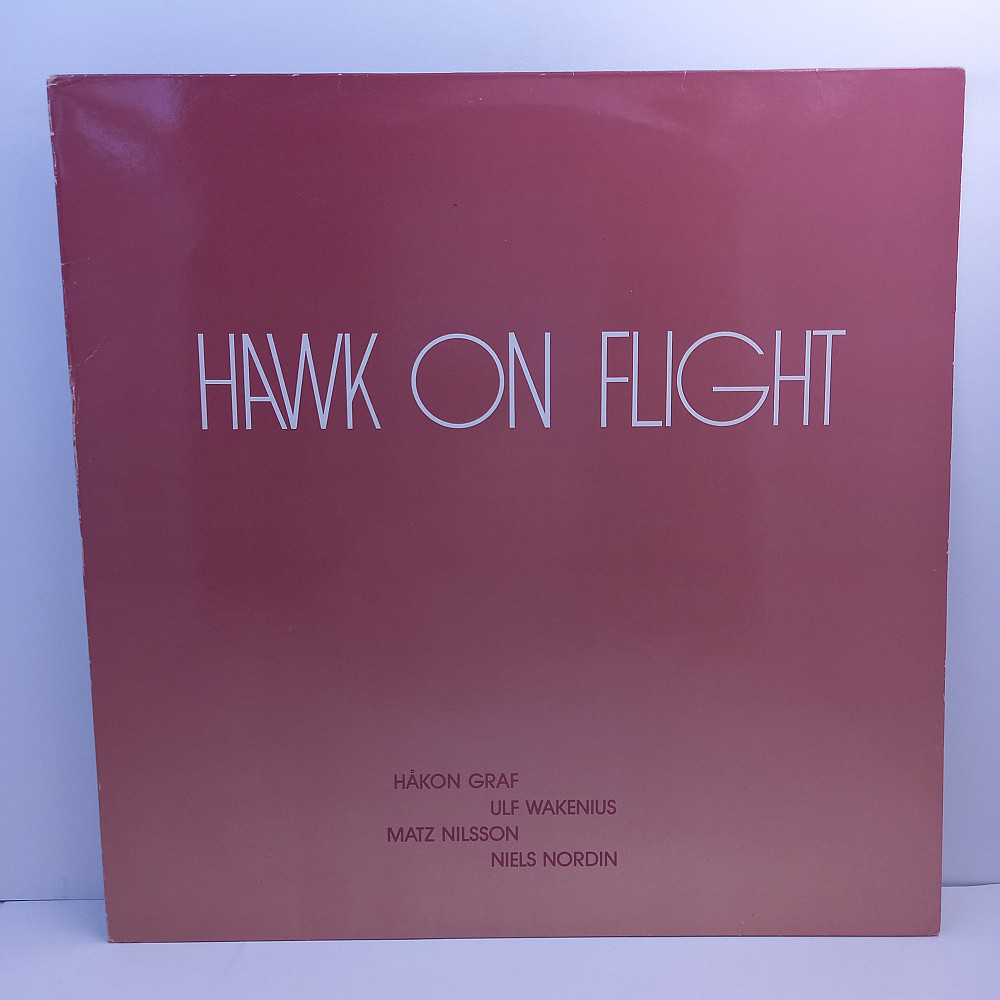 HAWK ON FLIGHT
HÅKON GRAF
ULF WAKENIUS
MATZ NILSSON
NIELS NORDIN